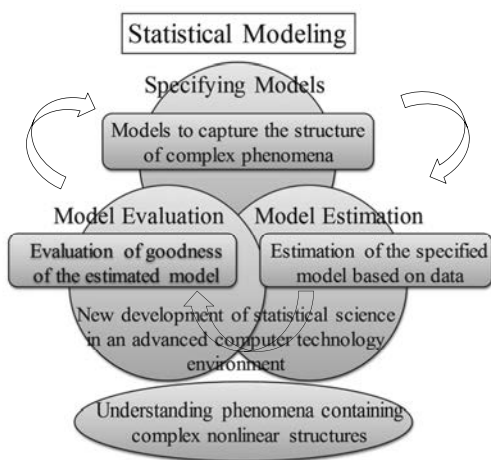 Statistical Modeling
Specifying Models
Models to capture the structure
of complex phenomena
Model Evaluation
Model Estimation
Evaluation of goodness
of the estimated model
Estimation of the specified
model based on data
New development of statistical science
in an advanced computer technology
environment
Understanding phenomena containing
complex nonlinear structures